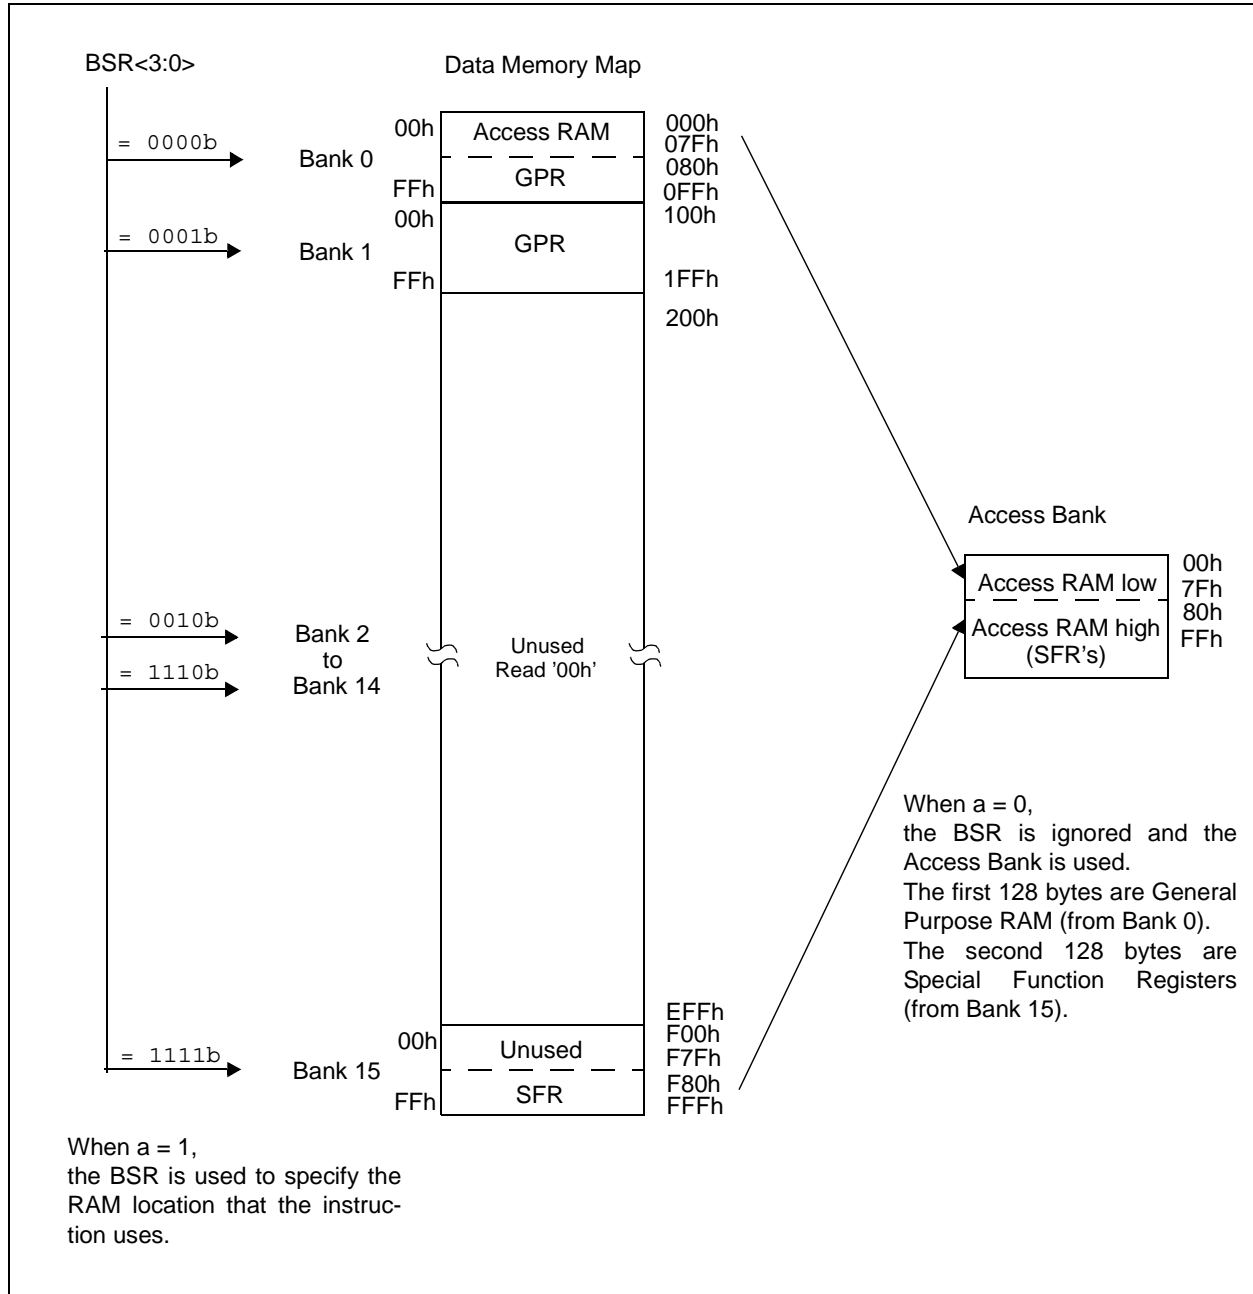 BSR<3:0>
Data Memory Map
= 0000b
Bank 0
00h
FFh
Access RAM
GPR
000h
07Fh
080h
0FFh
= 0001b
Bank 1
00h
FFh
GPR
100h
1FFh
200h
= 0010b
= 1110b
Bank 2
to
Bank 14
Unused
Read '00h'
Access Bank
Access RAM low
Access RAM high
(SFR's)
00h
7Fh
80h
FFh
When a = 0,
the BSR is ignored and the
Access Bank is used.
The first 128 bytes are General
Purpose RAM (from Bank 0).
The second 128 bytes are
Special Function Registers
(from Bank 15).
EFFh
= 1111b
Bank 15
00h
FFh
Unused
SFR
F00h
F7Fh
F80h
FFFh
When a = 1,
the BSR is used to specify the
RAM location that the instruc-
tion uses.